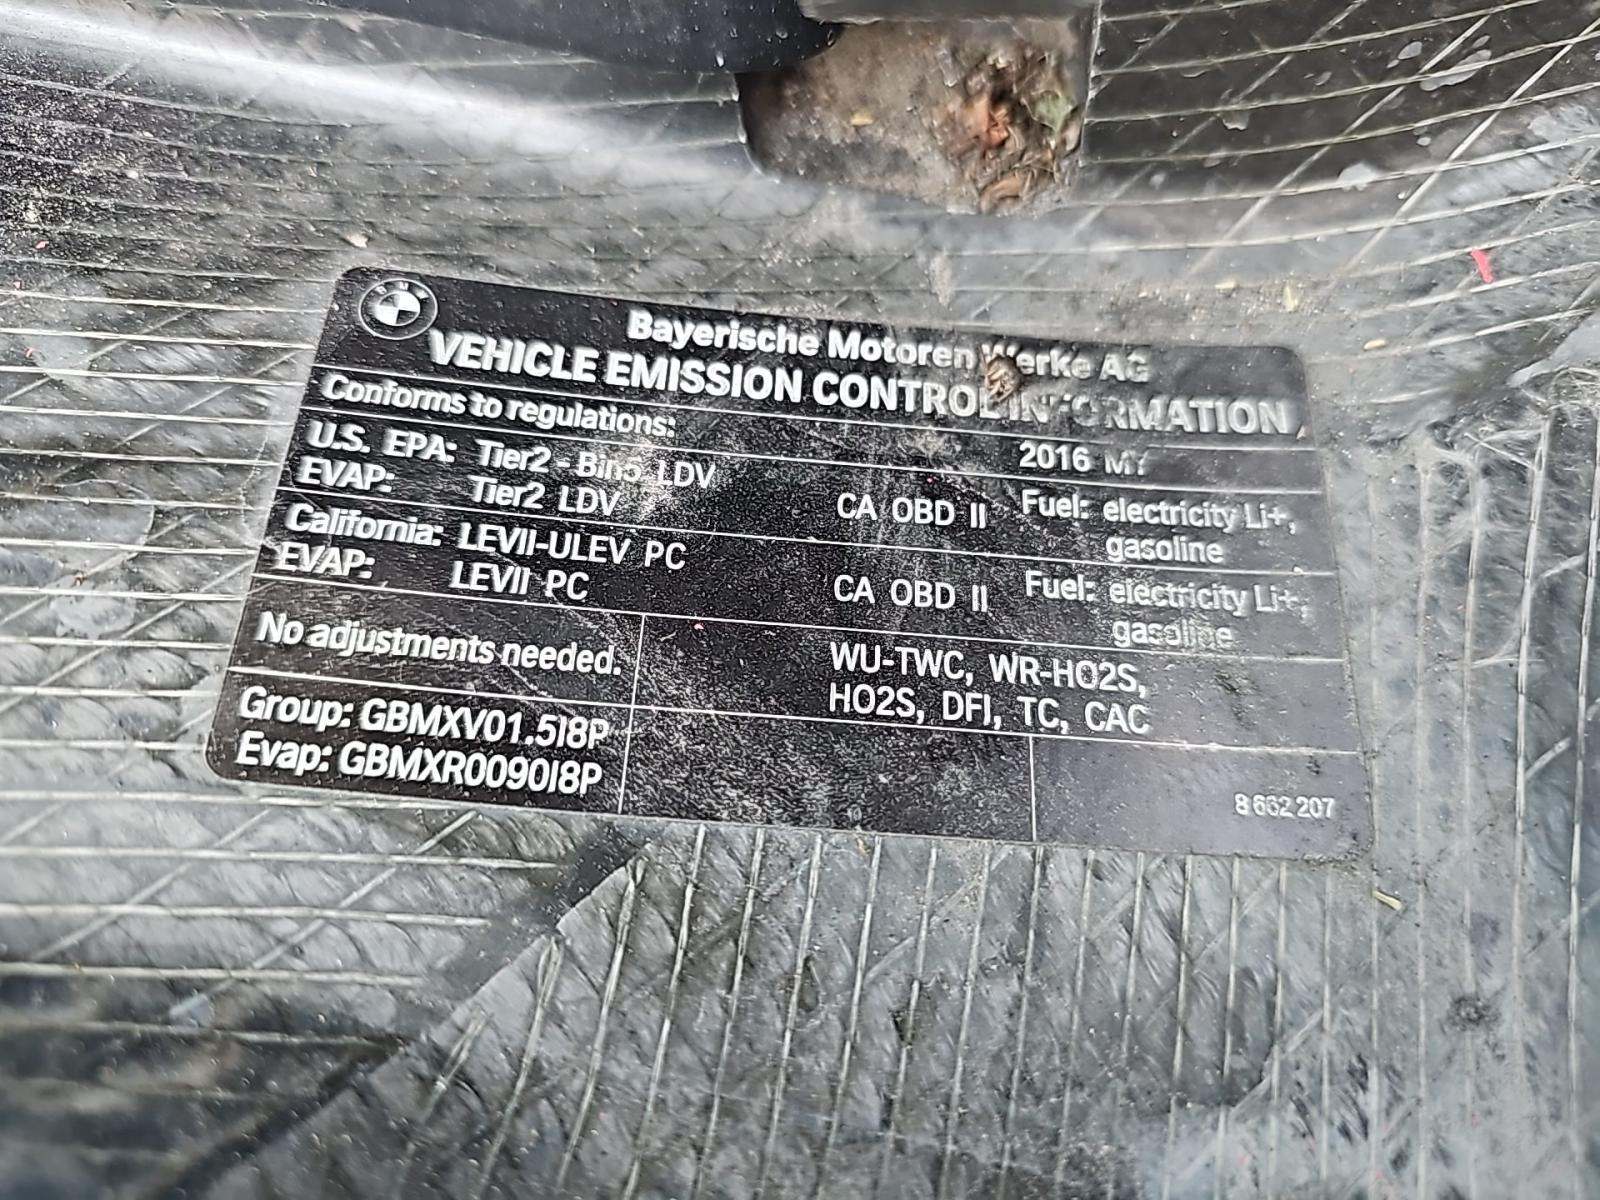 BMW
Bayerische Motoren Werke AG
VEHICLE EMISSION CONTROL INFORMATION
Conforms to regulations: 2016 MY
U.S. EPA: Tier2 - Bin5 LDV CA OBD II Fuel: electricity Li+,
EVAP: Tier2 LDV gasoline
California: LEVII-ULEV PC CA OBD II Fuel: electricity Li+,
EVAP: LEVII PC gasoline
No adjustments needed. WU-TWC, WR-HO2S,
HO2S, DFI, TC, CAC
Group: GBMXV01.5I8P
Evap: GBMXR0090I8P
8 662 207